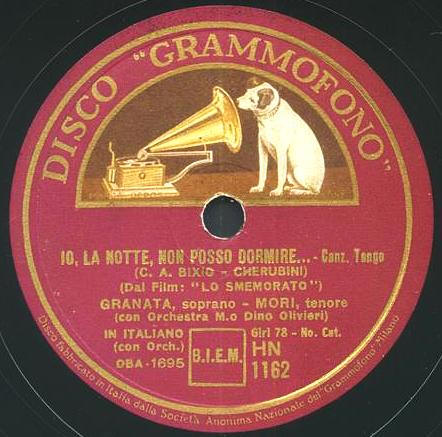 DISCO "GRAMMOFONO"
IO, LA NOTTE, NON POSSO DORMIRE... - Canz. Tango
(C. A. BIXIO - CHERUBINI)
(Dal Film: "LO SMEMORATO")
GRANATA, soprano - MORI, tenore
(con Orchestra M.o Dino Olivieri)
IN ITALIANO
(con Orch.)
OBA-1695
B.I.E.M.
Giri 78 - No. Cat.
HN
1162
Disco fabbricato in Italia dalla Società Anonima Nazionale del "Grammofono" Milano